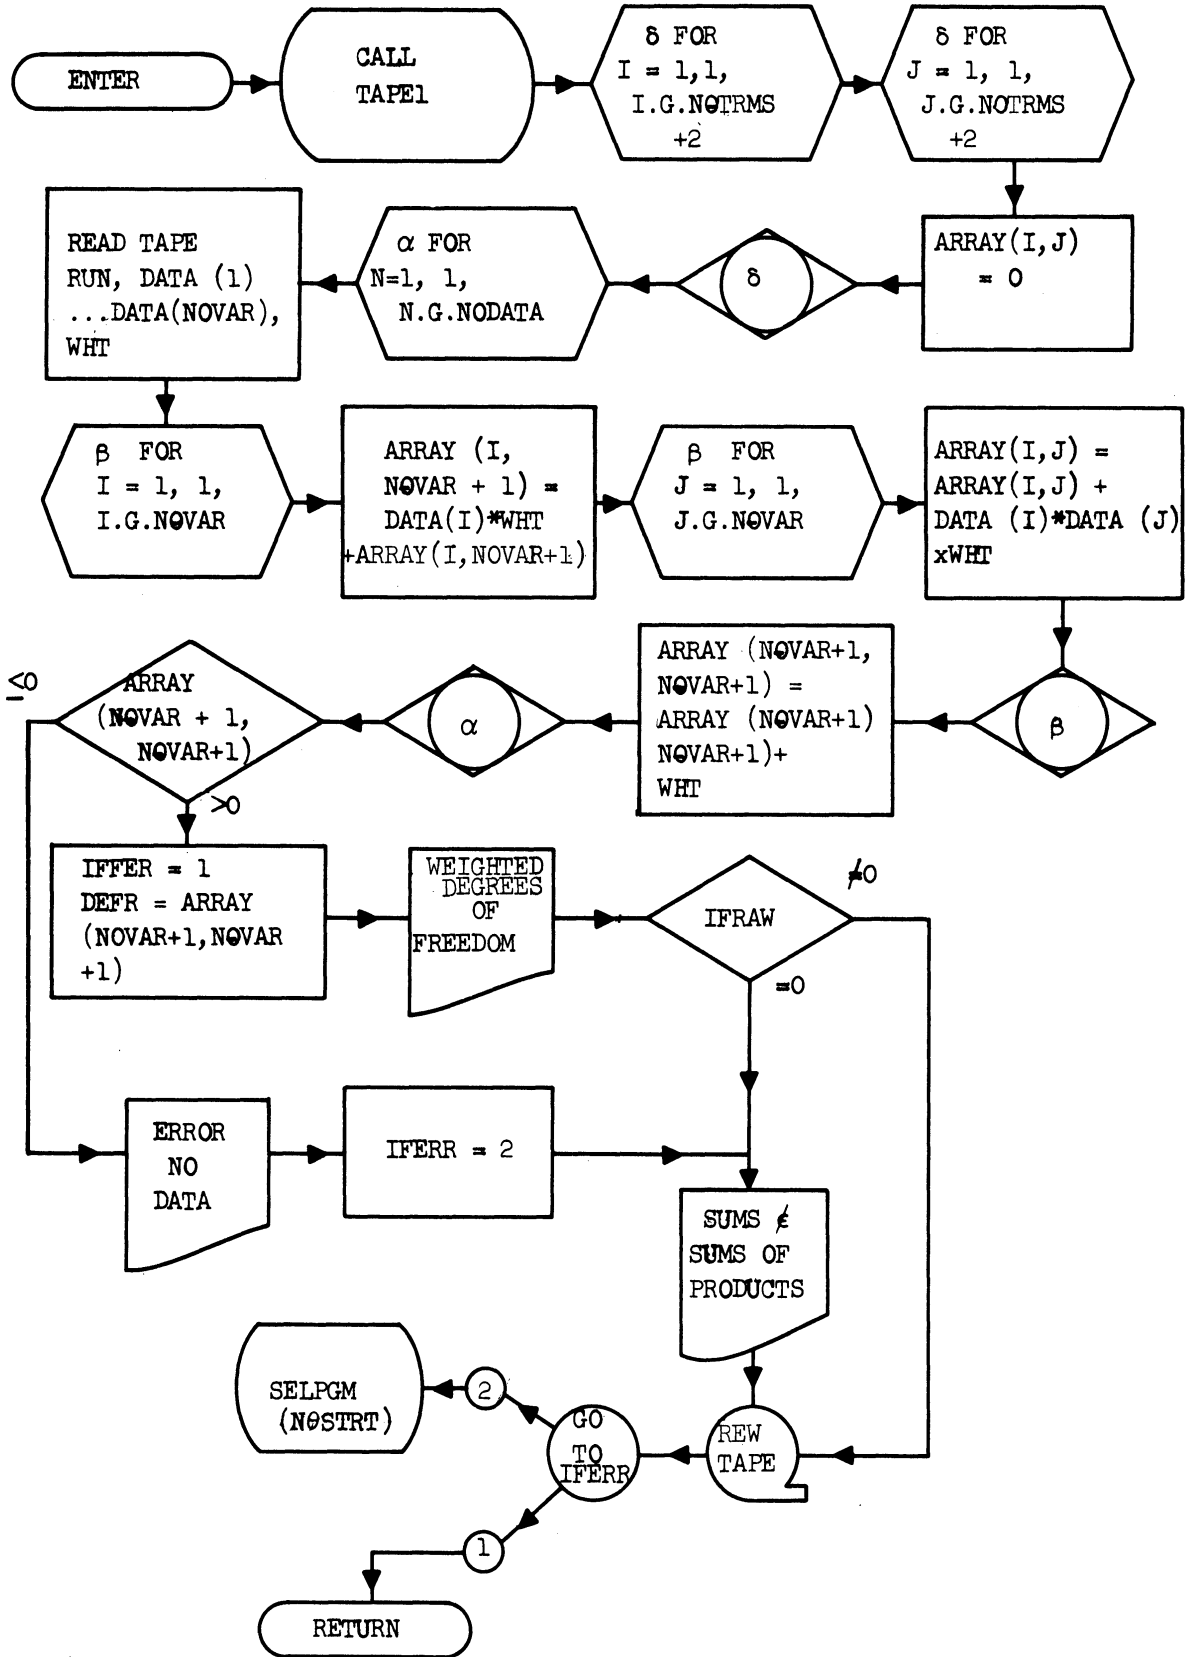 ENTER
CALL
TAPE1
δ FOR
I = 1,1,
I.G.NOTRMS
+2
δ FOR
J = 1, 1,
J.G.NOTRMS
+2
ARRAY(I,J)
= 0
δ
α FOR
N=1, 1,
N.G.NODATA
READ TAPE
RUN, DATA (1)
...DATA(NOVAR),
WHT
β FOR
I = 1, 1,
I.G.NOVAR
ARRAY (I,
NOVAR + 1) =
DATA(I)*WHT
+ARRAY(I,NOVAR+1)
β FOR
J = 1, 1,
J.G.NOVAR
ARRAY(I,J) =
ARRAY(I,J) +
DATA (I)*DATA (J)
xWHT
β
ARRAY (NOVAR+1,
NOVAR+1) =
ARRAY (NOVAR+1)
NOVAR+1)+
WHT
α
ARRAY
(NOVAR + 1,
NOVAR+1)
≤0
>0
IFFER = 1
DEFR = ARRAY
(NOVAR+1,NOVAR
+1)
WEIGHTED
DEGREES
OF
FREEDOM
IFRAW
≠0
=0
ERROR
NO
DATA
IFERR = 2
SUMS &
SUMS OF
PRODUCTS
REW
TAPE
GO
TO
IFERR
2
SELPGM
(NOSTRT)
1
RETURN